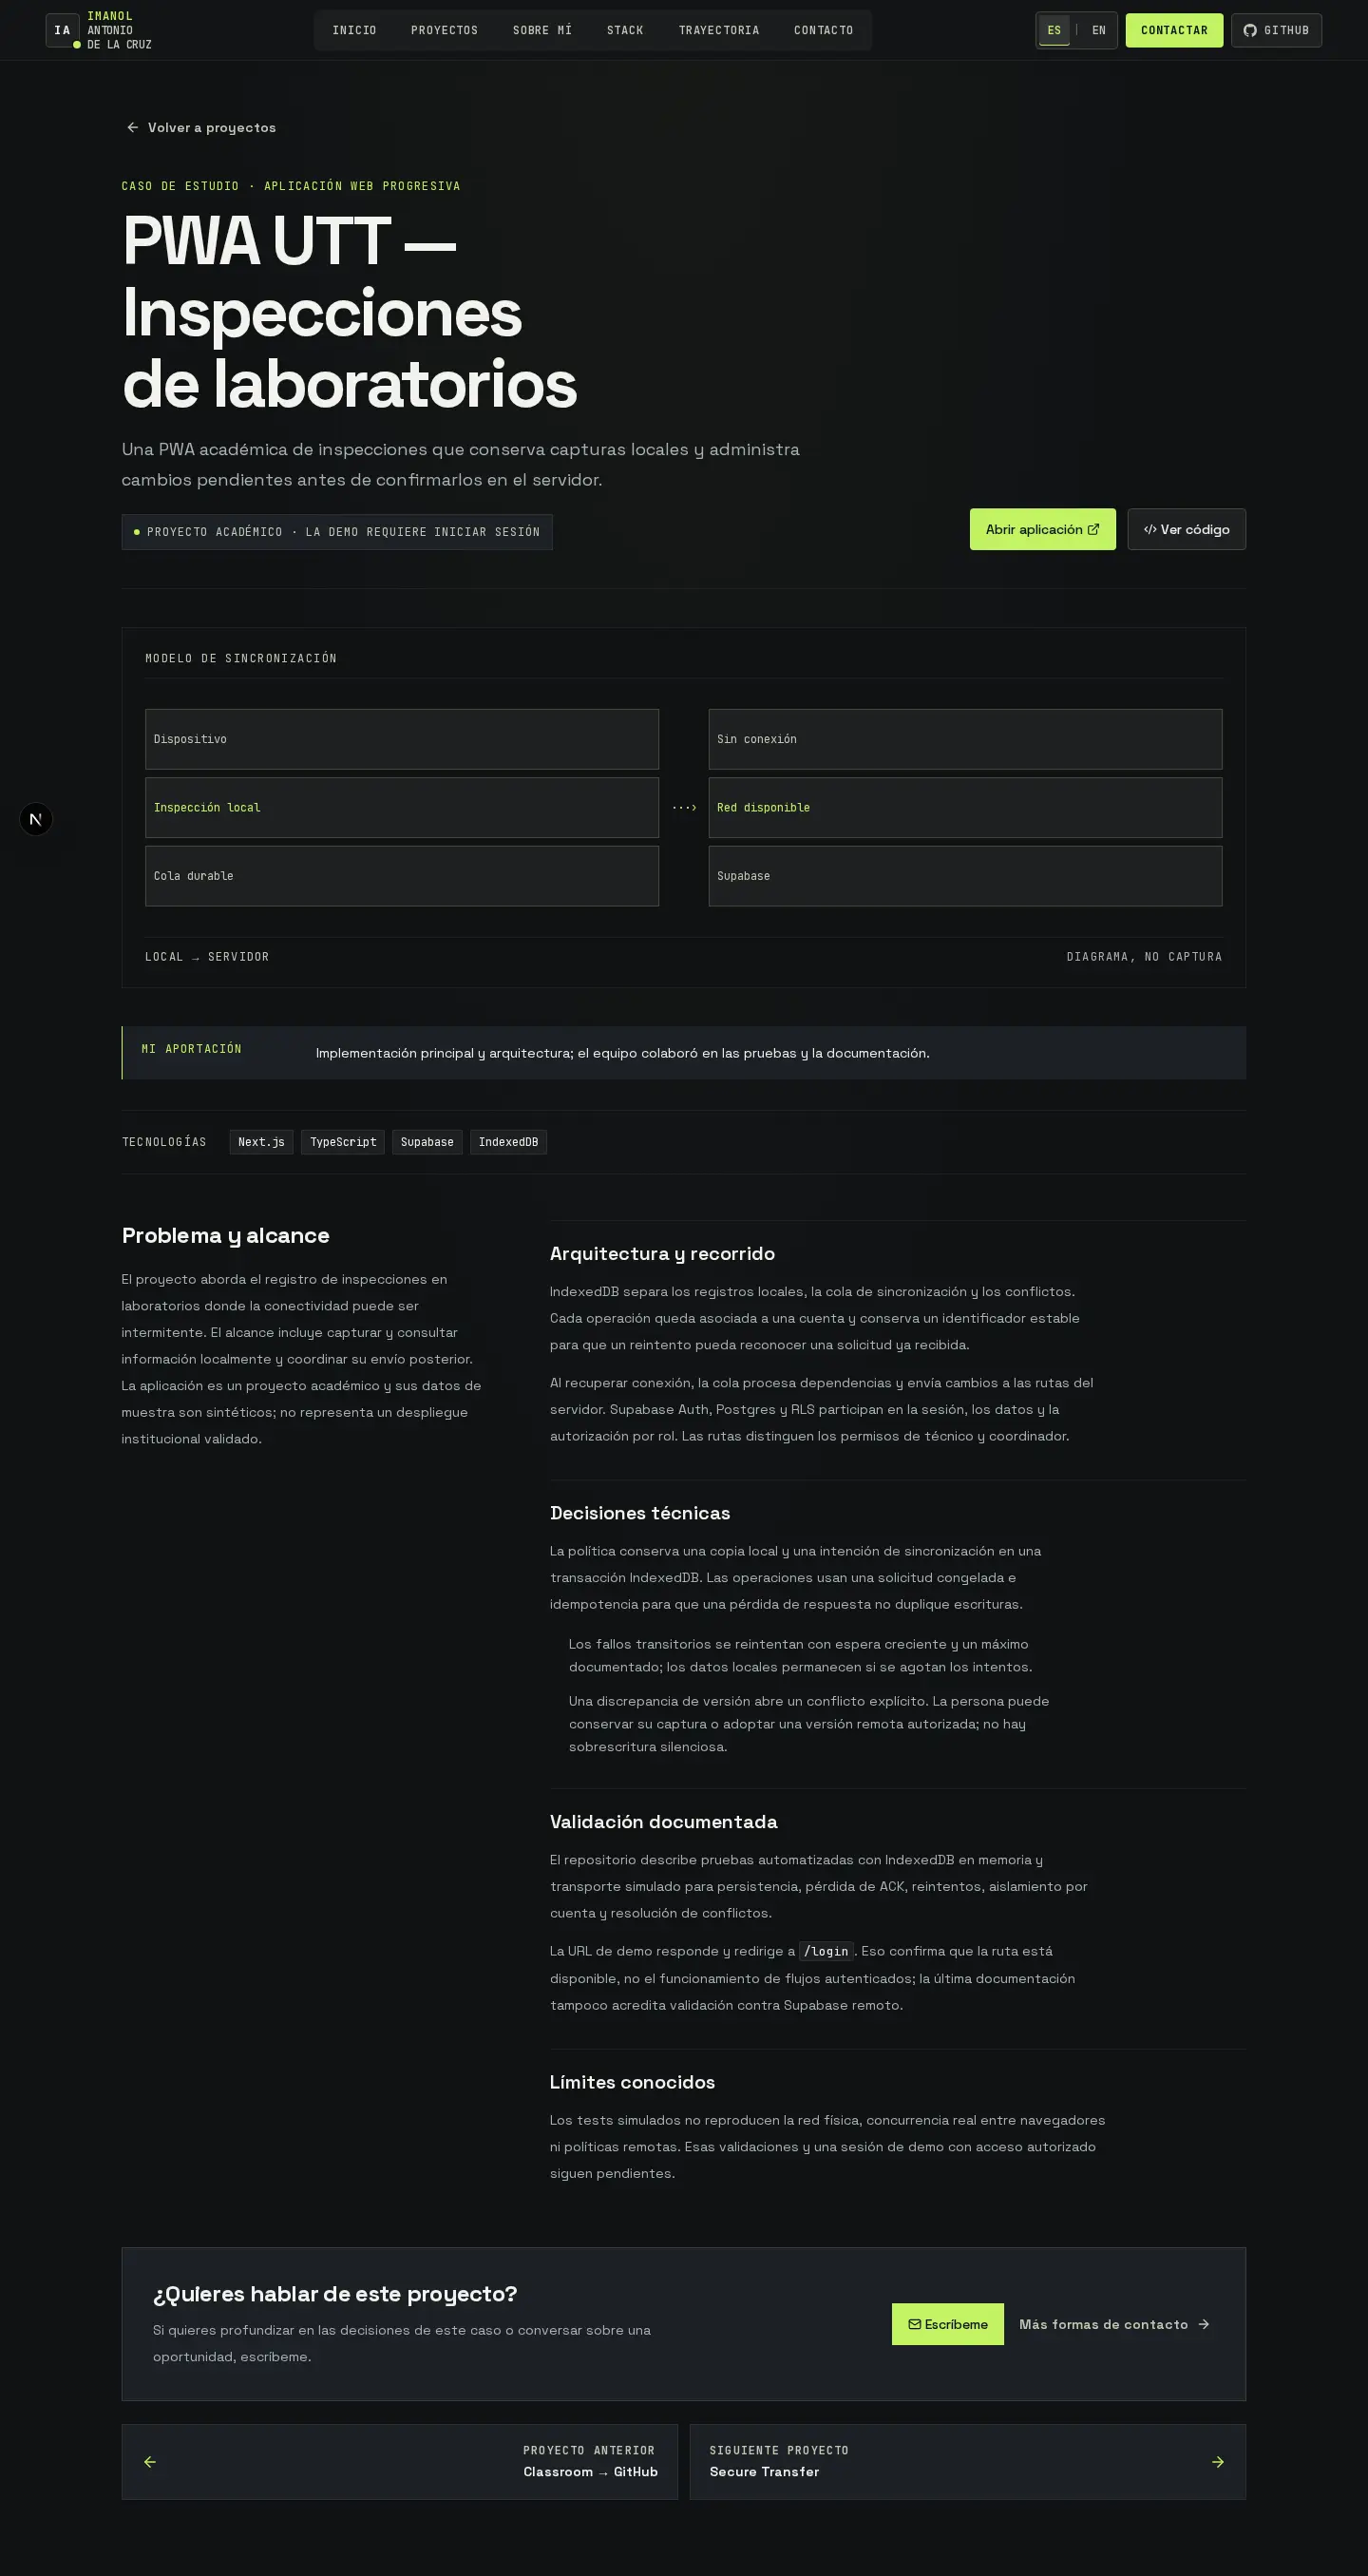 IA
IMANOL
ANTONIO
DE LA CRUZ
INICIO
PROYECTOS
SOBRE MÍ
STACK
TRAYECTORIA
CONTACTO
ES | EN
CONTACTAR
GITHUB
← Volver a proyectos
CASO DE ESTUDIO · APLICACIÓN WEB PROGRESIVA
PWA UTT —
Inspecciones
de laboratorios
Una PWA académica de inspecciones que conserva capturas locales y administra
cambios pendientes antes de confirmarlos en el servidor.
PROYECTO ACADÉMICO · LA DEMO REQUIERE INICIAR SESIÓN
Abrir aplicación
Ver código
MODELO DE SINCRONIZACIÓN
Dispositivo
Inspección local
Cola durable
···›
Sin conexión
Red disponible
Supabase
LOCAL → SERVIDOR
DIAGRAMA, NO CAPTURA
N
MI APORTACIÓN
Implementación principal y arquitectura; el equipo colaboró en las pruebas y la documentación.
TECNOLOGÍAS
Next.js
TypeScript
Supabase
IndexedDB
Problema y alcance
El proyecto aborda el registro de inspecciones en
laboratorios donde la conectividad puede ser
intermitente. El alcance incluye capturar y consultar
información localmente y coordinar su envío posterior.
La aplicación es un proyecto académico y sus datos de
muestra son sintéticos; no representa un despliegue
institucional validado.
Arquitectura y recorrido
IndexedDB separa los registros locales, la cola de sincronización y los conflictos.
Cada operación queda asociada a una cuenta y conserva un identificador estable
para que un reintento pueda reconocer una solicitud ya recibida.
Al recuperar conexión, la cola procesa dependencias y envía cambios a las rutas del
servidor. Supabase Auth, Postgres y RLS participan en la sesión, los datos y la
autorización por rol. Las rutas distinguen los permisos de técnico y coordinador.
Decisiones técnicas
La política conserva una copia local y una intención de sincronización en una
transacción IndexedDB. Las operaciones usan una solicitud congelada e
idempotencia para que una pérdida de respuesta no duplique escrituras.
Los fallos transitorios se reintentan con espera creciente y un máximo
documentado; los datos locales permanecen si se agotan los intentos.
Una discrepancia de versión abre un conflicto explícito. La persona puede
conservar su captura o adoptar una versión remota autorizada; no hay
sobrescritura silenciosa.
Validación documentada
El repositorio describe pruebas automatizadas con IndexedDB en memoria y
transporte simulado para persistencia, pérdida de ACK, reintentos, aislamiento por
cuenta y resolución de conflictos.
La URL de demo responde y redirige a /login. Eso confirma que la ruta está
disponible, no el funcionamiento de flujos autenticados; la última documentación
tampoco acredita validación contra Supabase remoto.
Límites conocidos
Los tests simulados no reproducen la red física, concurrencia real entre navegadores
ni políticas remotas. Esas validaciones y una sesión de demo con acceso autorizado
siguen pendientes.
¿Quieres hablar de este proyecto?
Si quieres profundizar en las decisiones de este caso o conversar sobre una
oportunidad, escríbeme.
Escríbeme
Más formas de contacto →
←
PROYECTO ANTERIOR
Classroom → GitHub
SIGUIENTE PROYECTO
Secure Transfer
→